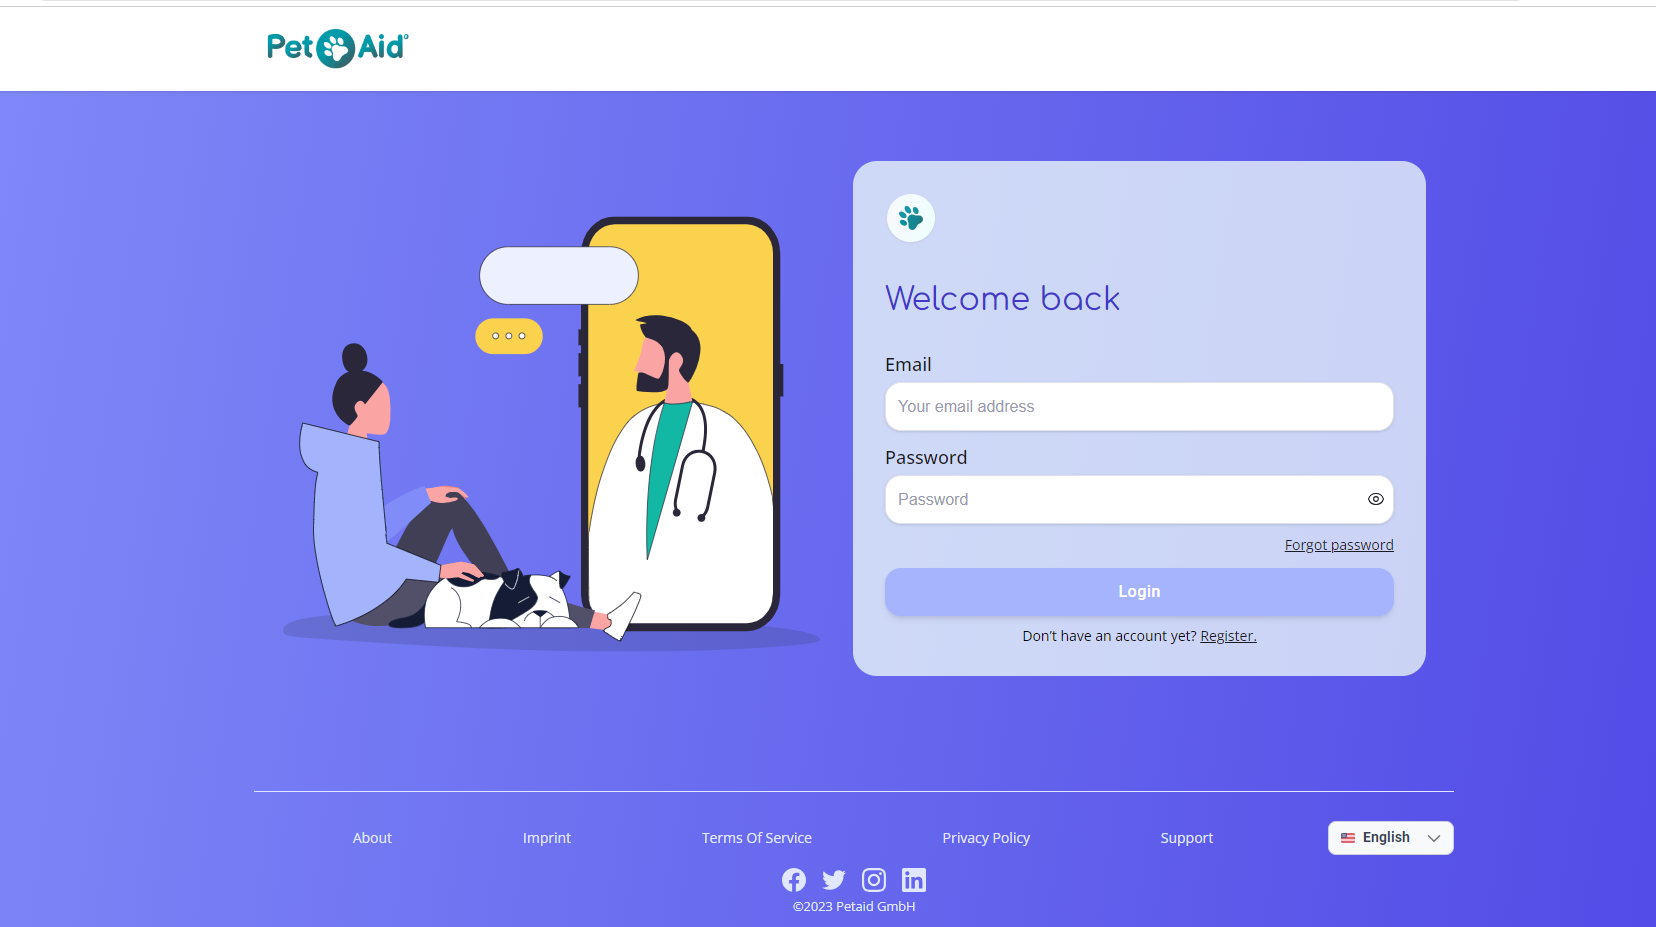 Pet Aid
Welcome back
Email
Your email address
Password
Password
Forgot password
Login
Don't have an account yet? Register.
About Imprint Terms Of Service Privacy Policy Support English
©2023 Petaid GmbH